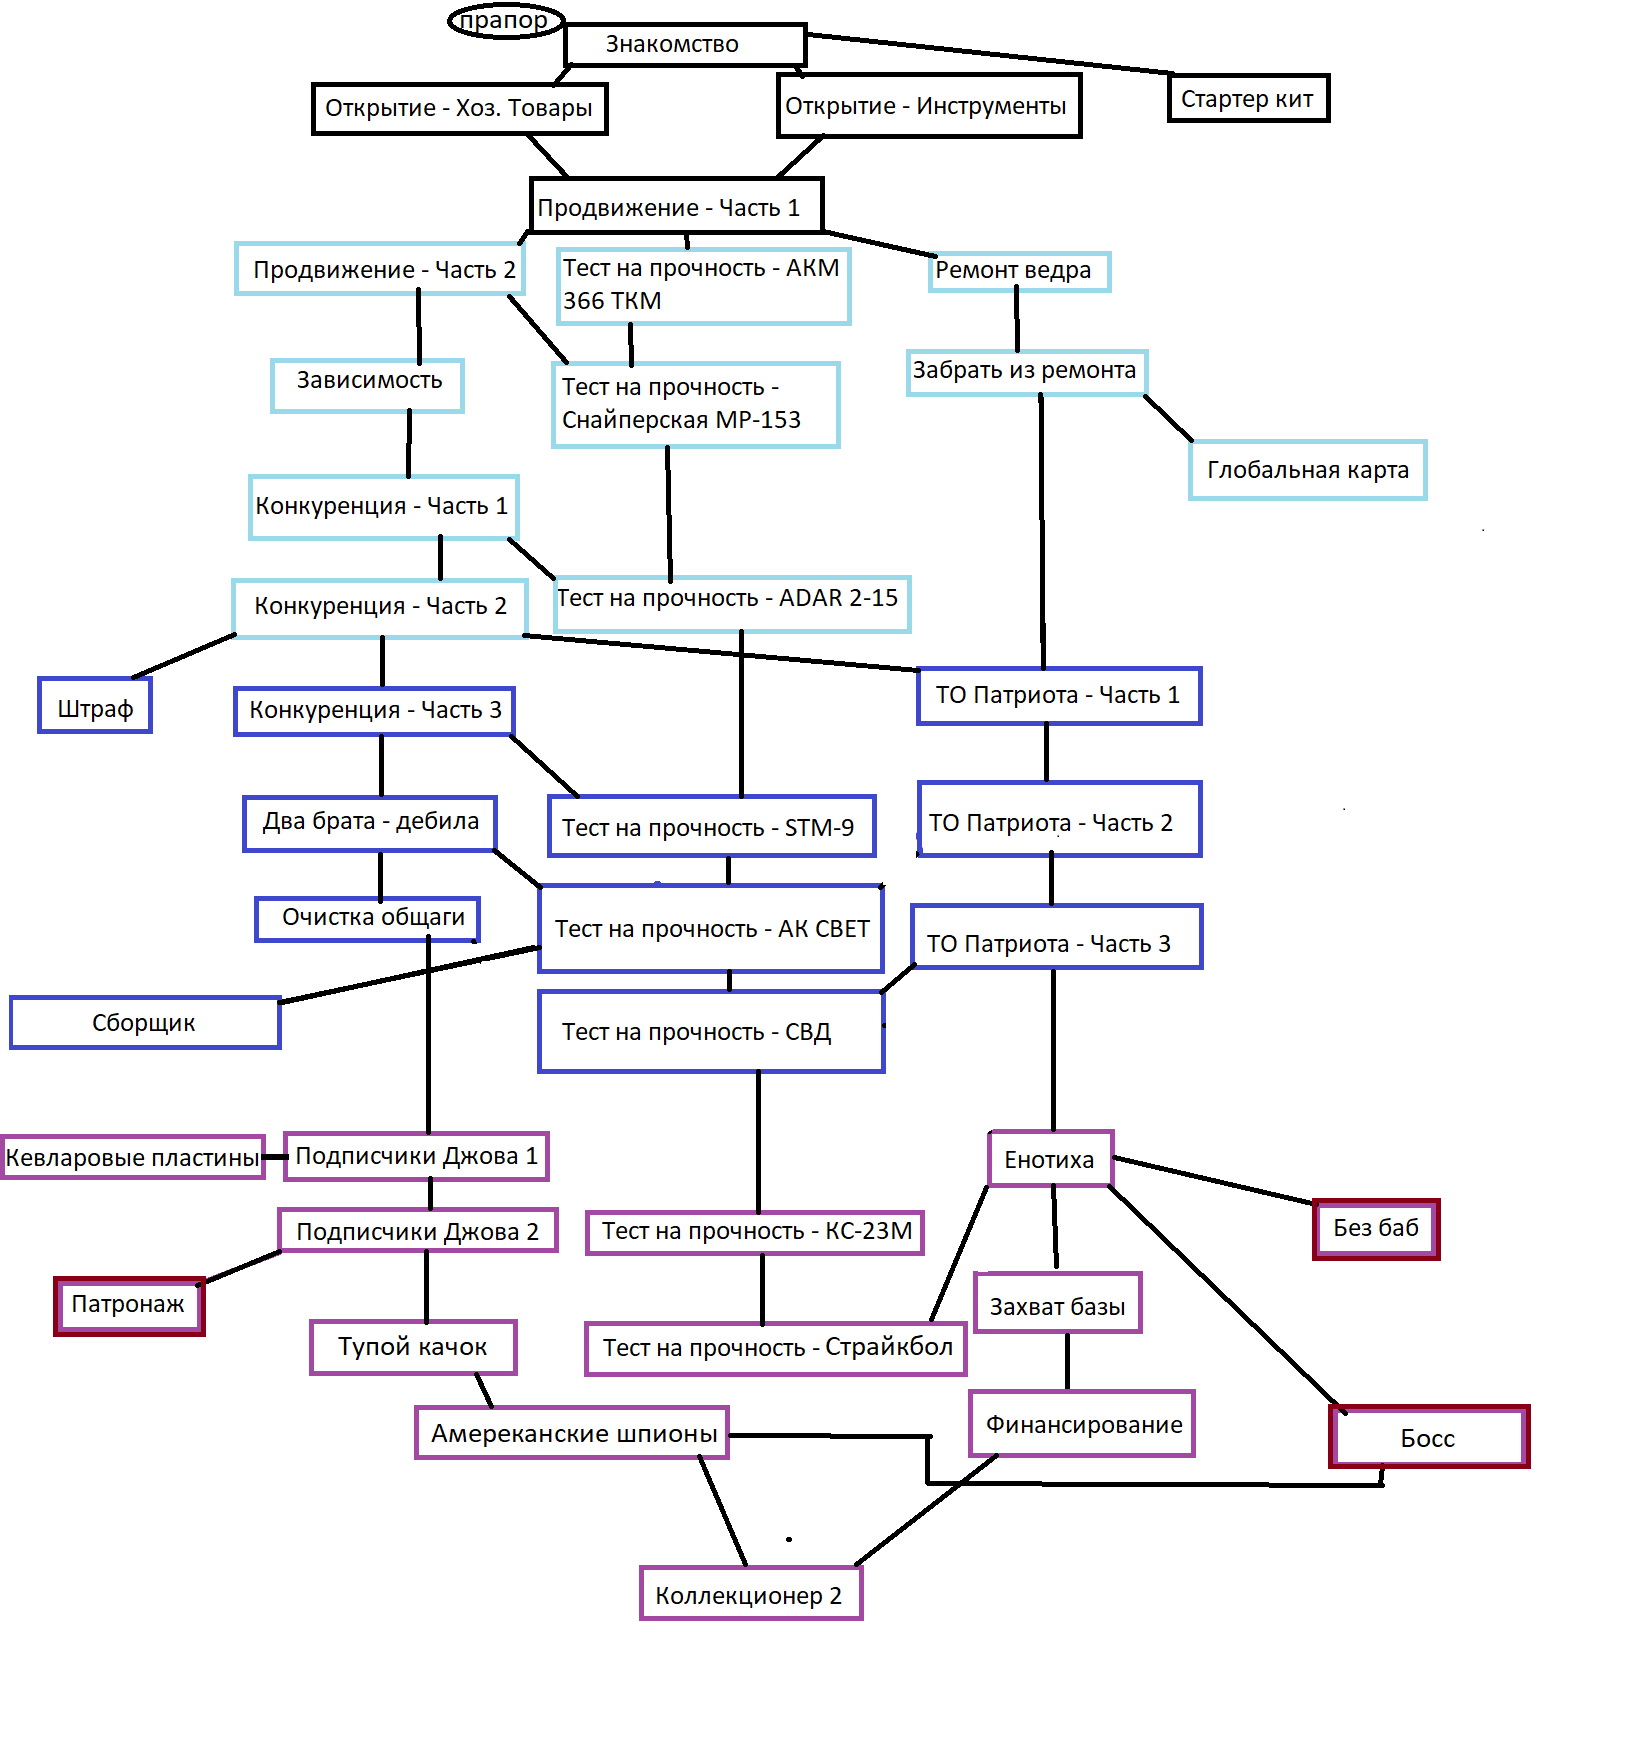 прапор
Знакомство
Открытие - Хоз. Товары
Открытие - Инструменты
Стартер кит
Продвижение - Часть 1
Продвижение - Часть 2
Тест на прочность - АКМ
366 ТКМ
Ремонт ведра
Зависимость
Тест на прочность -
Снайперская МР-153
Забрать из ремонта
Глобальная карта
Конкуренция - Часть 1
Конкуренция - Часть 2
Тест на прочность - ADAR 2-15
Штраф
Конкуренция - Часть 3
ТО Патриота - Часть 1
Два брата - дебила
Тест на прочность - STM-9
ТО Патриота - Часть 2
Очистка общаги
Тест на прочность - АК СВЕТ
ТО Патриота - Часть 3
Сборщик
Тест на прочность - СВД
Кевларовые пластины
Подписчики Джова 1
Енотиха
Подписчики Джова 2
Тест на прочность - КС-23М
Без баб
Патронаж
Захват базы
Тупой качок
Тест на прочность - Страйкбол
Амереканские шпионы
Финансирование
Босс
Коллекционер 2